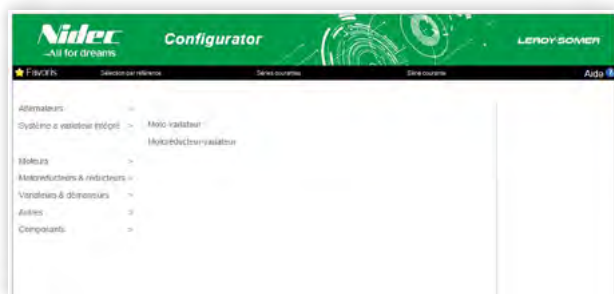 Nidec
All for dreams
Configurator
LEROY-SOMER
Favoris
Sélection par référence
Séries courantes
Série courante
Aide
Alternateurs >
Système à variateur intégré >
Moto-variateur
Motoréducteur-variateur
Moteurs >
Motoréducteurs & réducteurs >
Variateurs & démarreurs >
Autres >
Composants >